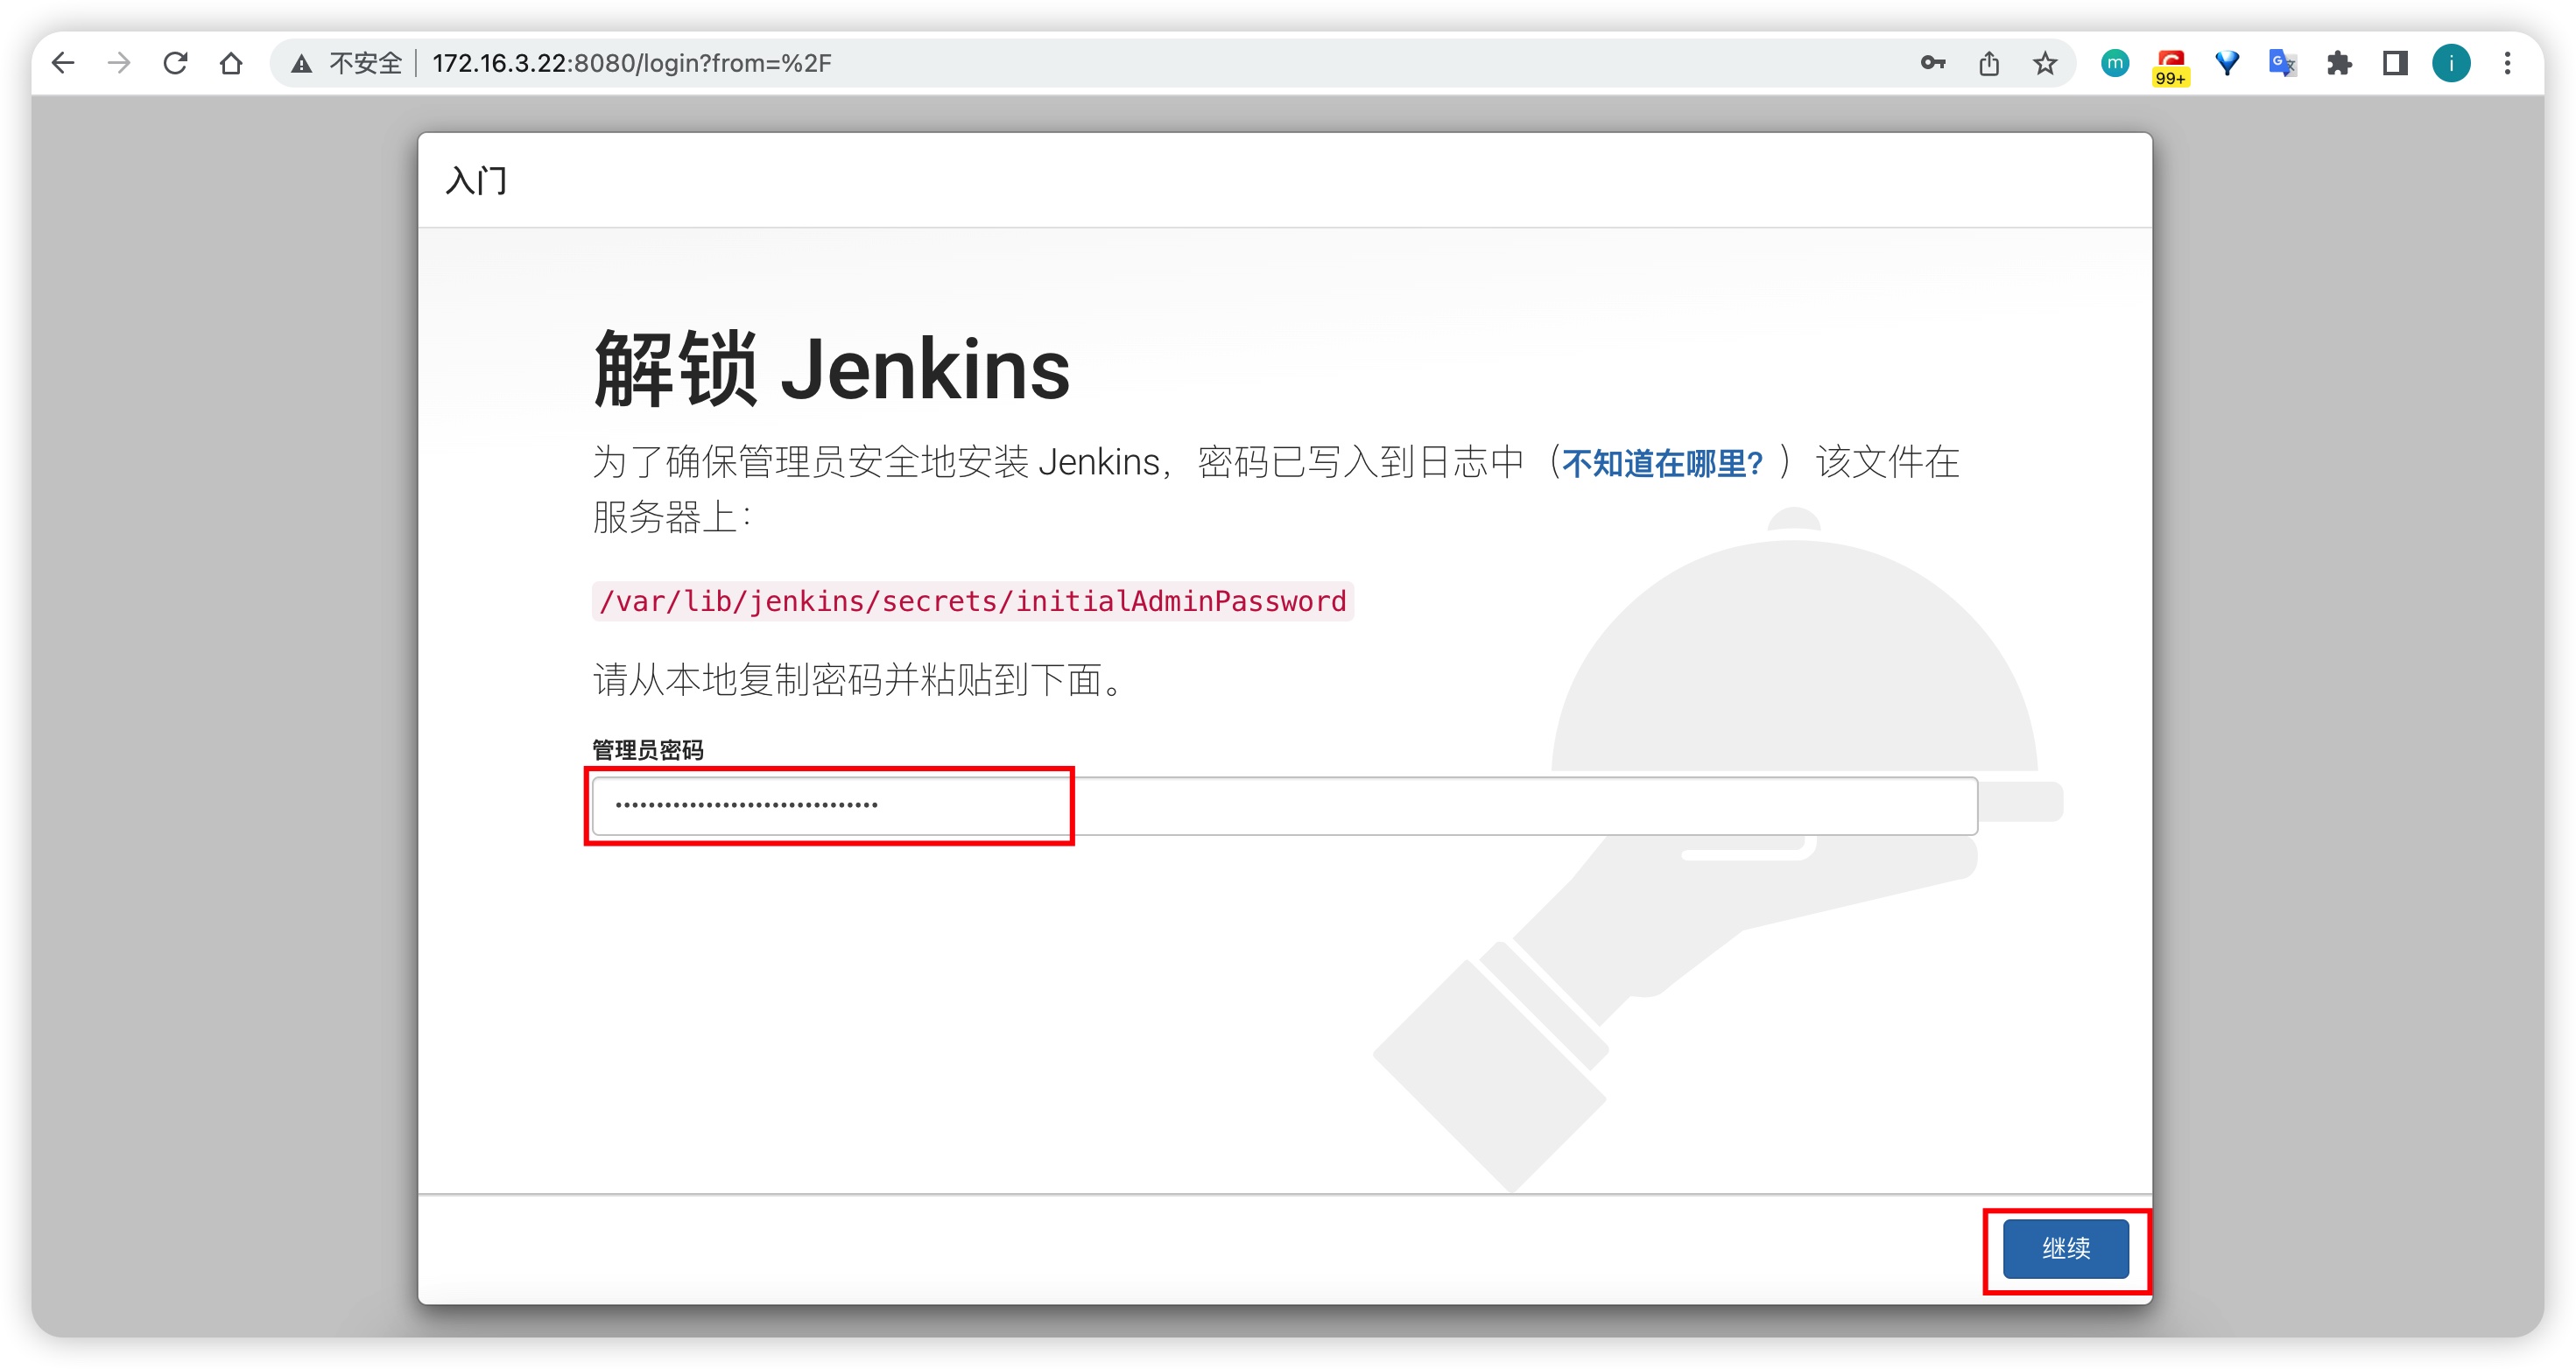 不安全 172.16.3.22:8080/login?from=%2F
m
99+
G
文
i
入门
解锁 Jenkins
为了确保管理员安全地安装 Jenkins，密码已写入到日志中（不知道在哪里？）该文件在
服务器上：
/var/lib/jenkins/secrets/initialAdminPassword
请从本地复制密码并粘贴到下面。
管理员密码
••••••••••••••••••••••••••••••••
继续